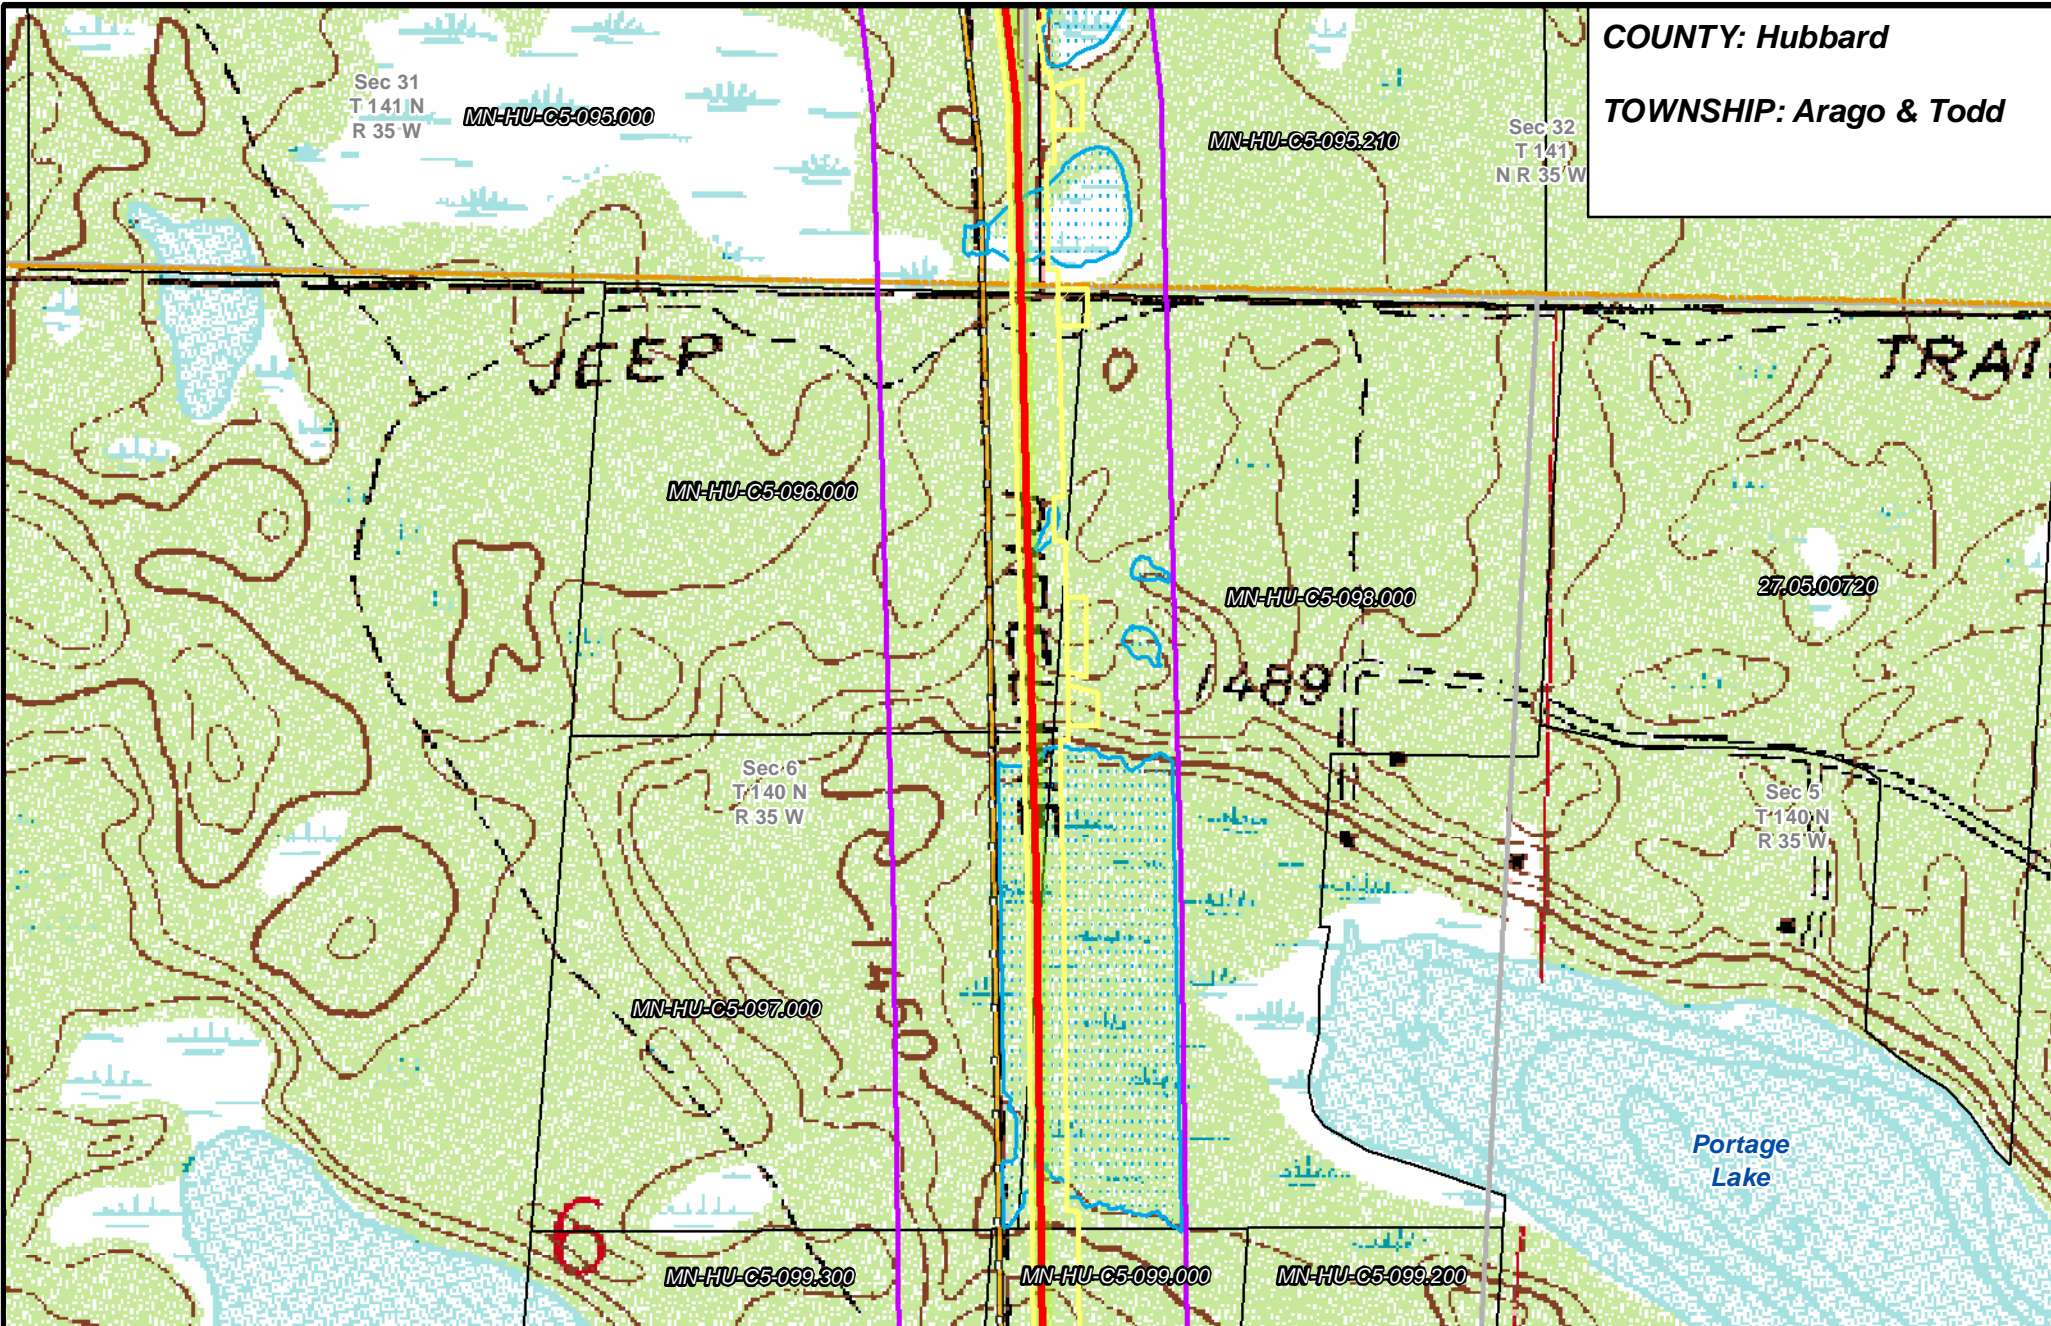 COUNTY: Hubbard
TOWNSHIP: Arago & Todd
Sec 31
T 141 N
R 35 W
MN-HU-C5-095.000
MN-HU-C5-095.210
Sec 32
T 141
N R 35 W
JEEP
TRAI
MN-HU-C5-096.000
MN-HU-C5-098.000
27.05.00720
1489
Sec 6
T 140 N
R 35 W
Sec 5
T 140 N
R 35 W
MN-HU-C5-097.000
1450
Portage
Lake
6
MN-HU-C5-099.300
MN-HU-C5-099.000
MN-HU-C5-099.200